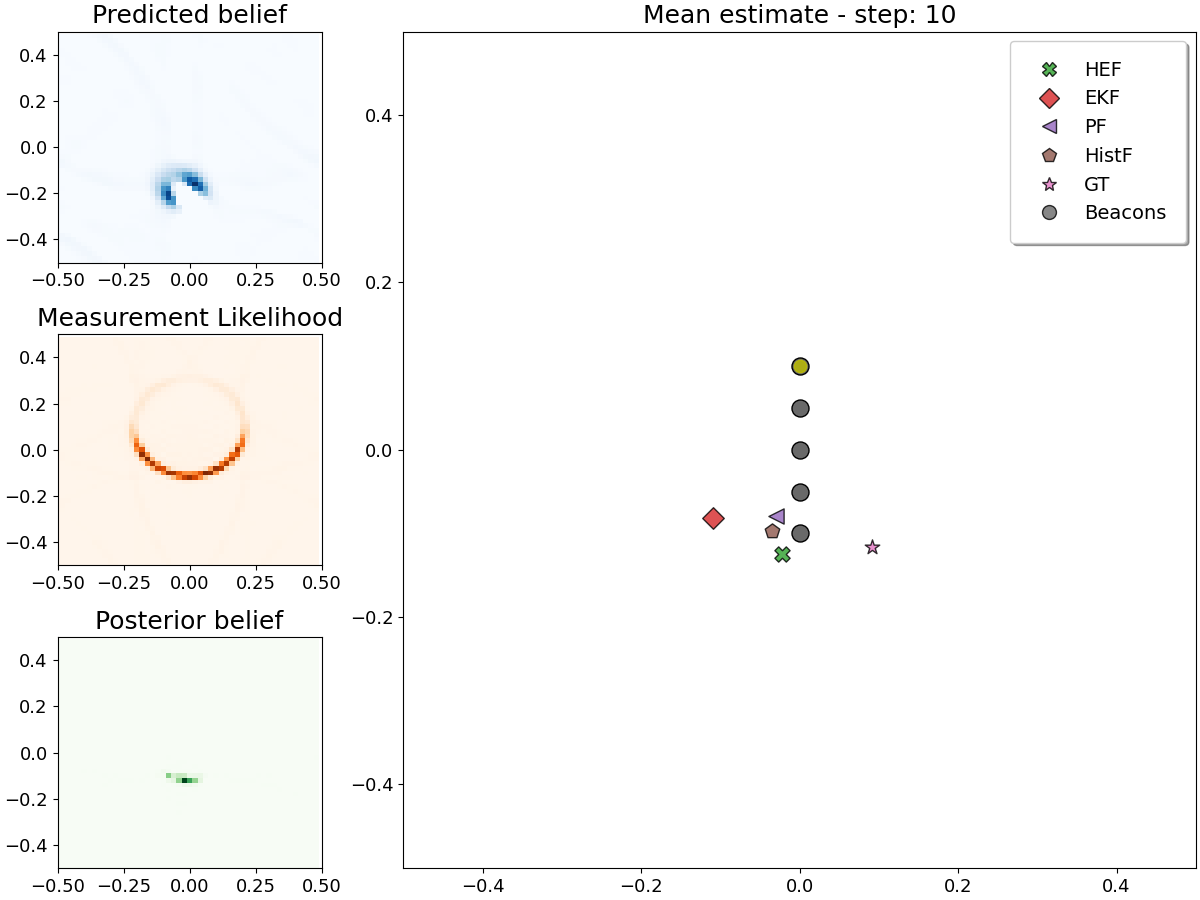 Predicted belief
0.4
0.2
0.0
−0.2
−0.4
−0.50 −0.25 0.00 0.25 0.50
Measurement Likelihood
0.4
0.2
0.0
−0.2
−0.4
−0.50 −0.25 0.00 0.25 0.50
Posterior belief
0.4
0.2
0.0
−0.2
−0.4
−0.50 −0.25 0.00 0.25 0.50
Mean estimate - step: 10
HEF
EKF
PF
HistF
GT
Beacons
0.4
0.2
0.0
−0.2
−0.4
−0.4 −0.2 0.0 0.2 0.4